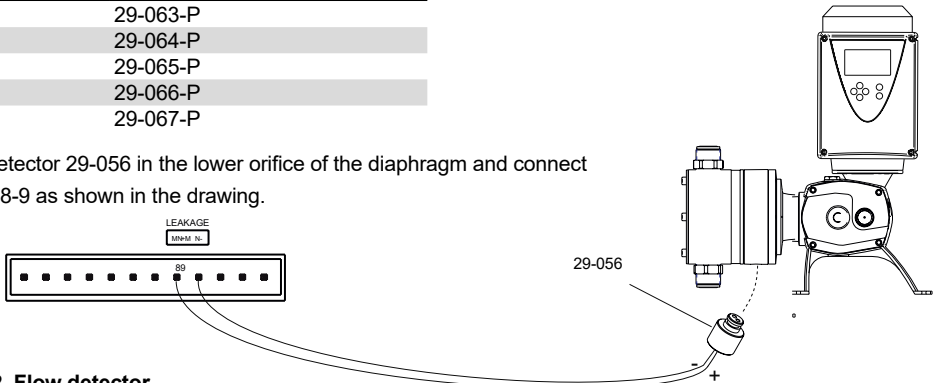 29-063-P
29-064-P
29-065-P
29-066-P
29-067-P
etector 29-056 in the lower orifice of the diaphragm and connect
8-9 as shown in the drawing.
LEAKAGE
MN+M N-
89
29-056
-
+
C
. Flow detector